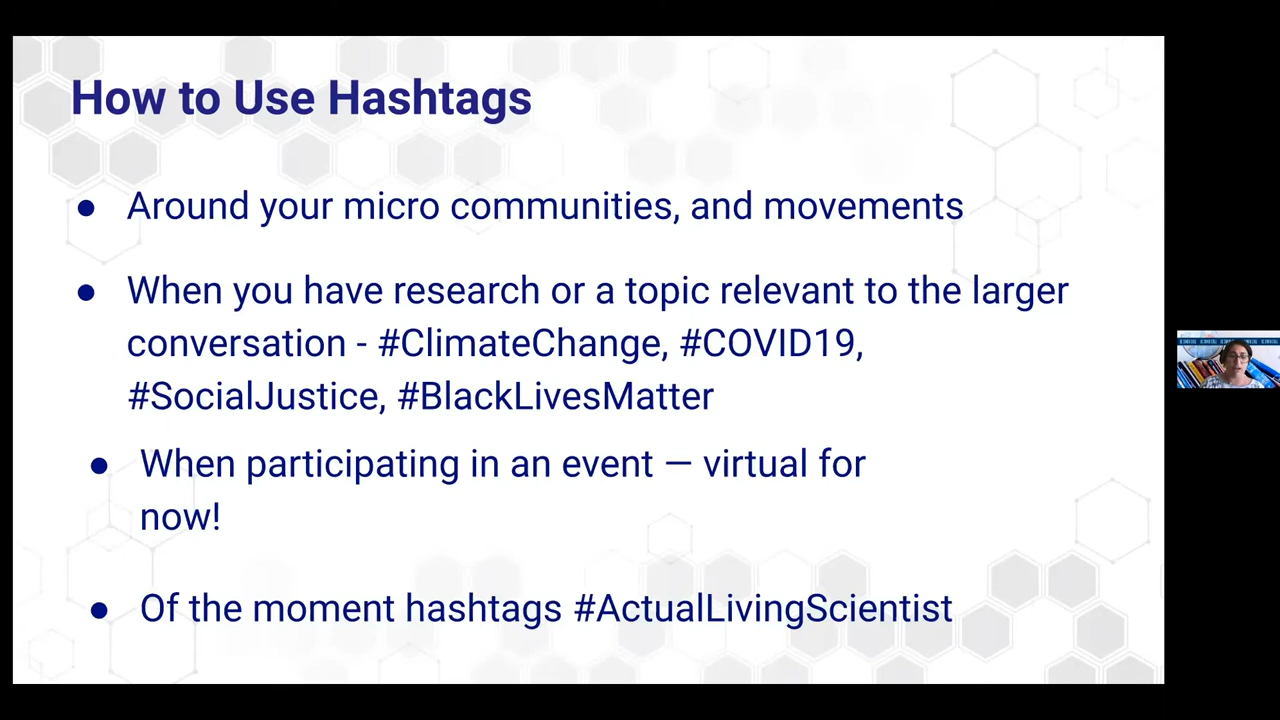 How to Use Hashtags
● Around your micro communities, and movements
● When you have research or a topic relevant to the larger
conversation - #ClimateChange, #COVID19,
#SocialJustice, #BlackLivesMatter
● When participating in an event — virtual for
now!
● Of the moment hashtags #ActualLivingScientist